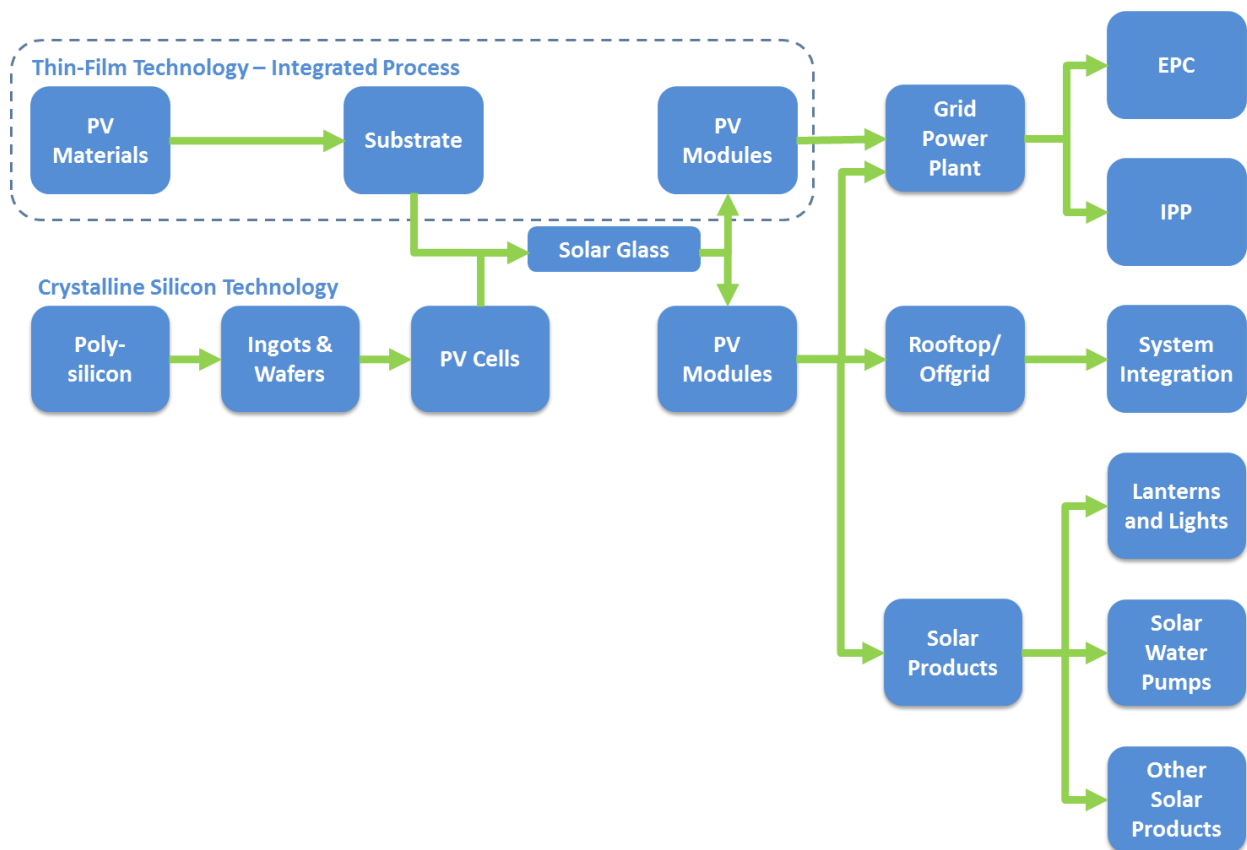 Thin-Film Technology – Integrated Process
PV
Materials
Substrate
PV
Modules
Grid
Power
Plant
EPC
IPP
Solar Glass
Crystalline Silicon Technology
Poly-
silicon
Ingots &
Wafers
PV Cells
PV
Modules
Rooftop/
Offgrid
System
Integration
Lanterns
and Lights
Solar
Products
Solar
Water
Pumps
Other
Solar
Products